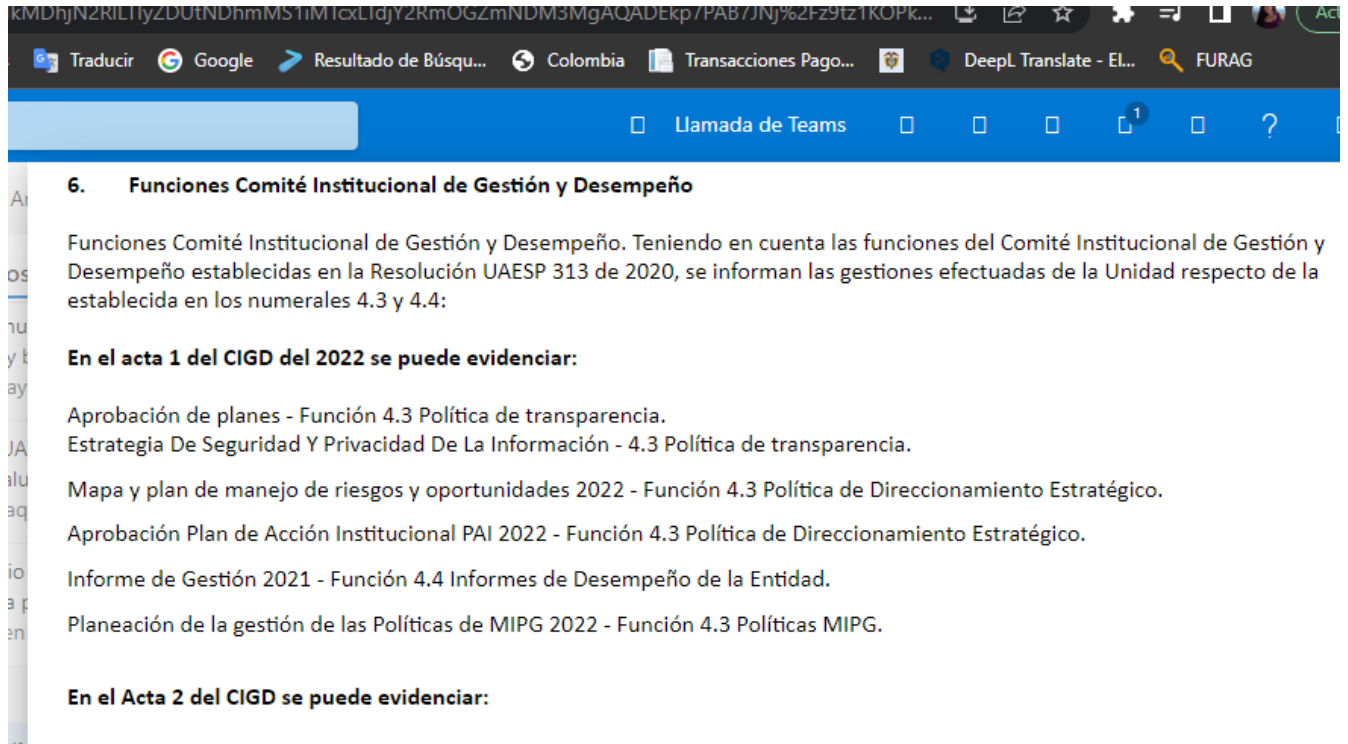 Traducir Google Resultado de Búsqu... Colombia Transacciones Pago... DeepL Translate - El... FURAG
Llamada de Teams 1 ?
6. Funciones Comité Institucional de Gestión y Desempeño
Funciones Comité Institucional de Gestión y Desempeño. Teniendo en cuenta las funciones del Comité Institucional de Gestión y
Desempeño establecidas en la Resolución UAESP 313 de 2020, se informan las gestiones efectuadas de la Unidad respecto de la
establecida en los numerales 4.3 y 4.4:
En el acta 1 del CIGD del 2022 se puede evidenciar:
Aprobación de planes - Función 4.3 Política de transparencia.
Estrategia De Seguridad Y Privacidad De La Información - 4.3 Política de transparencia.
Mapa y plan de manejo de riesgos y oportunidades 2022 - Función 4.3 Política de Direccionamiento Estratégico.
Aprobación Plan de Acción Institucional PAI 2022 - Función 4.3 Política de Direccionamiento Estratégico.
Informe de Gestión 2021 - Función 4.4 Informes de Desempeño de la Entidad.
Planeación de la gestión de las Políticas de MIPG 2022 - Función 4.3 Políticas MIPG.
En el Acta 2 del CIGD se puede evidenciar: